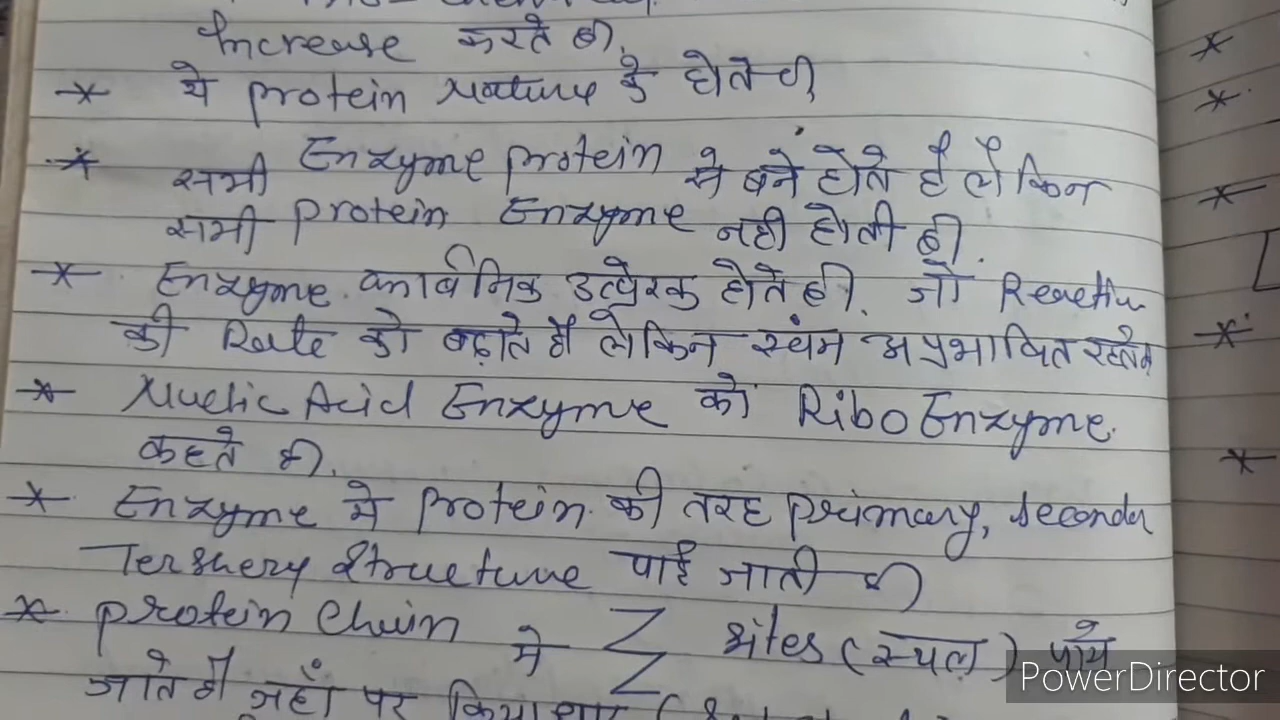 Increase करते है.
* ये protein nature के होते है
* सभी Enzyme protein से बने होते है लेकिन
सभी protein Enzyme नही होती है.
* Enzyme कार्बनिक उत्प्रेरक होते है. जो Reaction
की Rate को बढ़ाते हैं लेकिन स्वंम अप्रभावित रहते है
* Nuclic Acid Enzyme को Ribo Enzyme.
कहते है.
* Enzyme मे protein की तरह primary, seconder
Tershery structure पाई जाती है
* protein chain मे sites (स्थल) पाये
जाते हैं जहाँ पर
PowerDirector